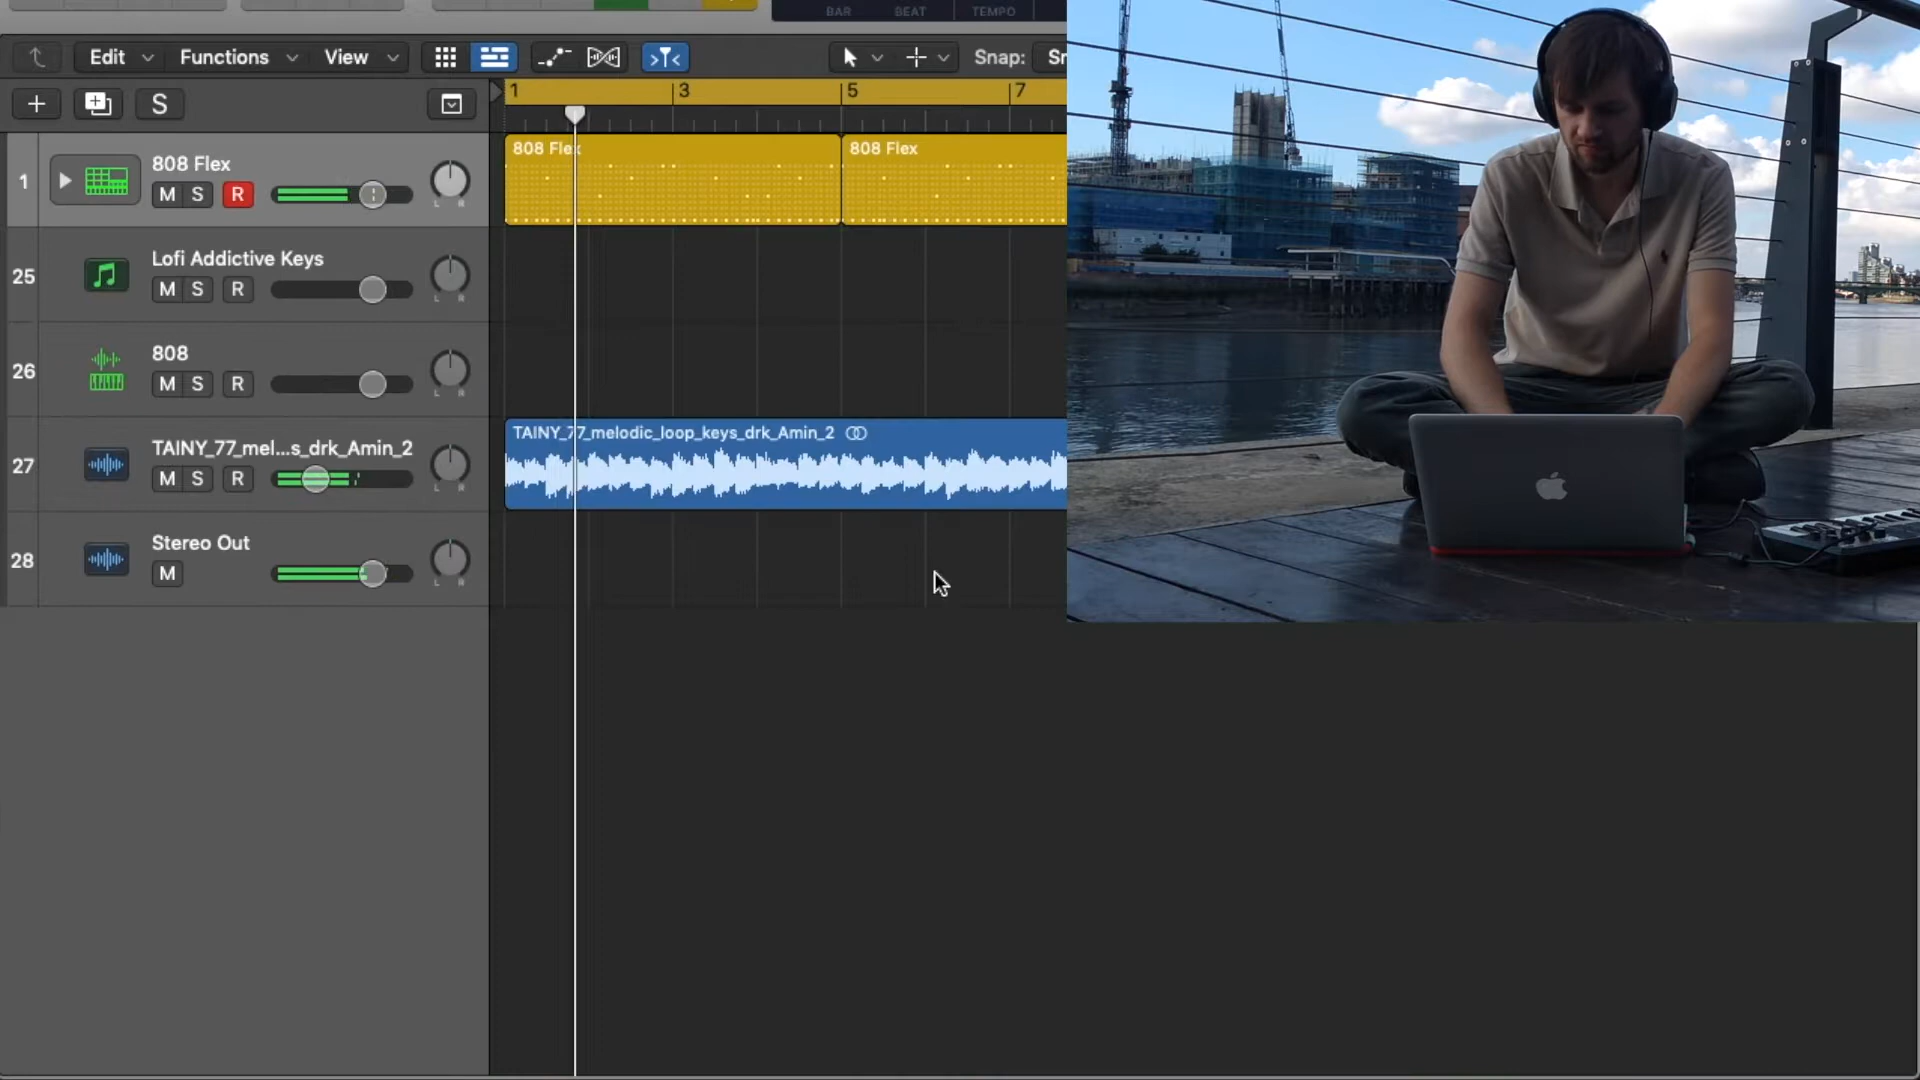 BAR BEAT TEMPO
Edit Functions View Snap:
S
1 3 5 7
808 Flex
808 Flex
1
808 Flex
M S R
L R
25
Lofi Addictive Keys
M S R
L R
26
808
M S R
L R
TAINY_77_melodic_loop_keys_drk_Amin_2
27
TAINY_77_mel...s_drk_Amin_2
M S R
L R
28
Stereo Out
M
L R